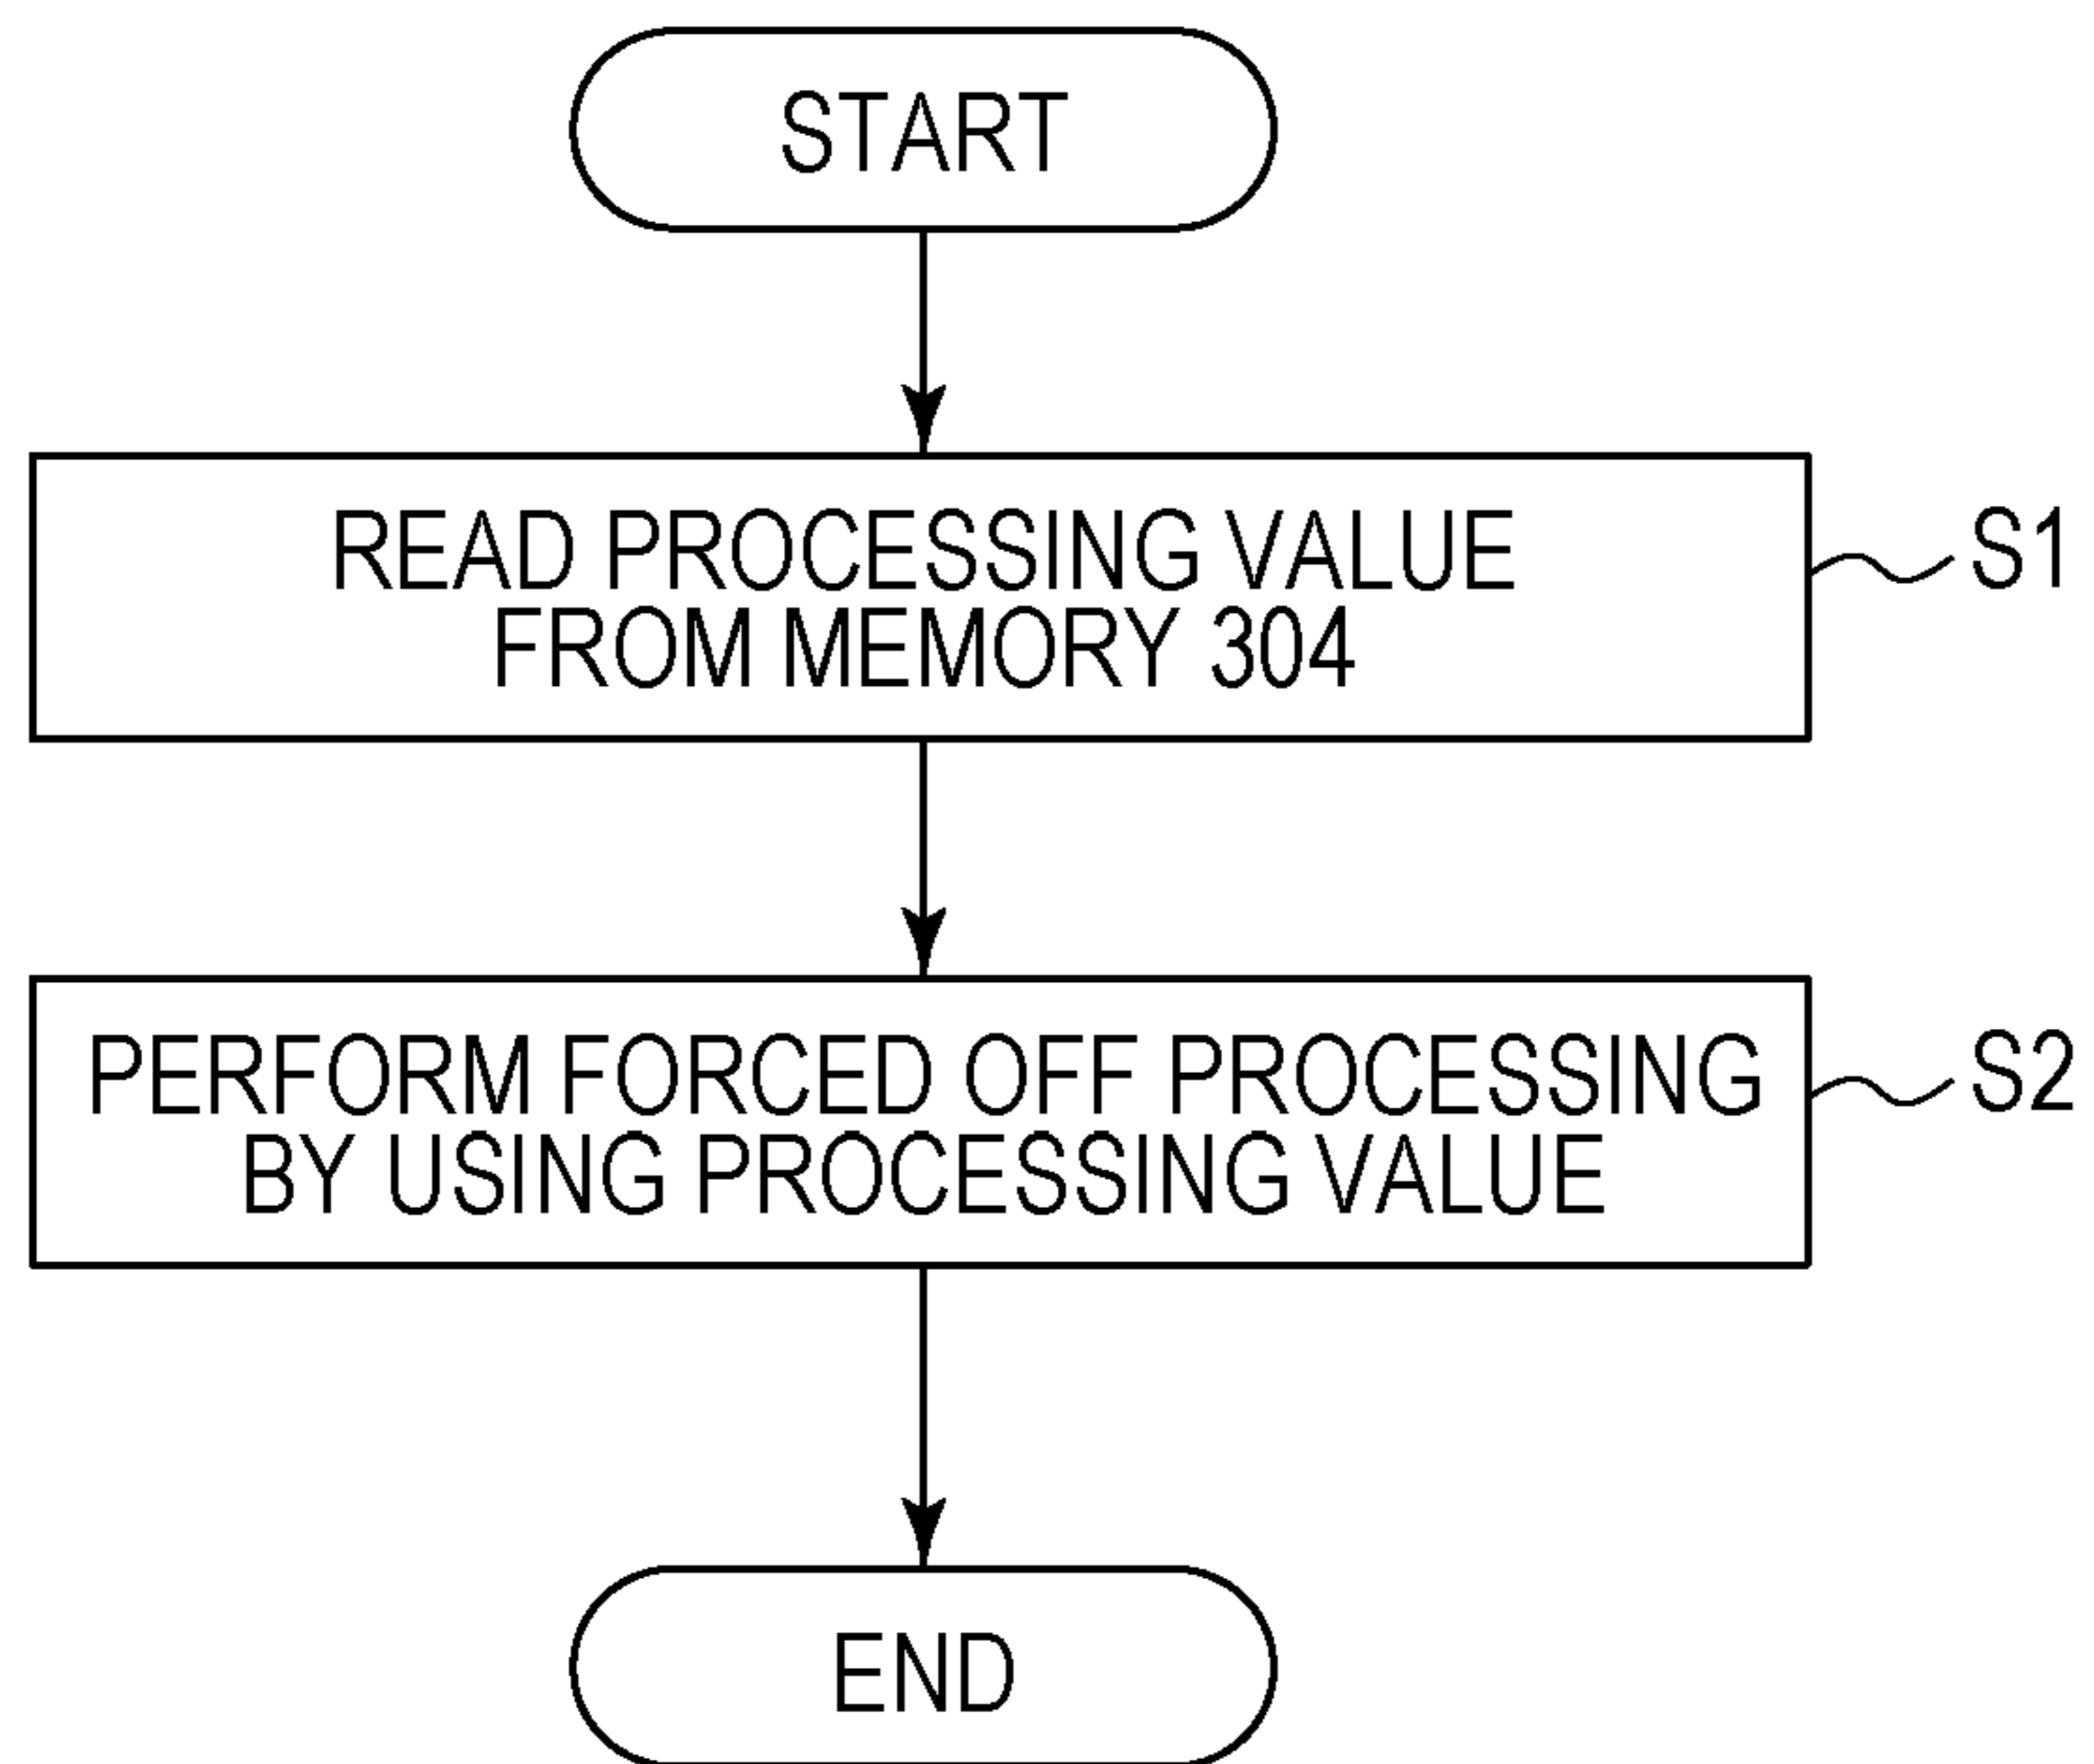 START
READ PROCESSING VALUE
FROM MEMORY 304
S1
PERFORM FORCED OFF PROCESSING
BY USING PROCESSING VALUE
S2
END